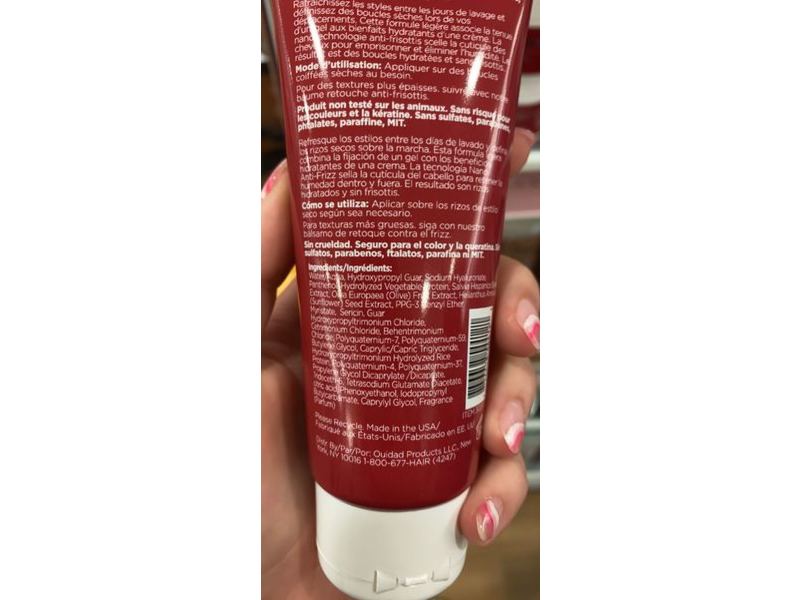 Rafraîchissez les styles entre les jours de lavage et
définissez des boucles sèches lors de vos
déplacements. Cette formule légère associe la tenue
d'un gel aux bienfaits hydratants d'une crème. La
nanotechnologie anti-frisottis scelle la cuticule des
cheveux pour emprisonner et éliminer l'humidité. Le
résultat est des boucles hydratées et sans frisottis.
Mode d'utilisation: Appliquer sur des boucles
coiffées sèches au besoin.
Pour des textures plus épaisses. suivre avec
baume retouche anti-frisottis.
Produit non testé sur les animaux. Sans risque pour
les couleurs et la kératine. Sans sulfates, parabènes,
phtalates, paraffine, MIT.
Refresque los estilos entre los días de lavado y defina
los rizos secos sobre la marcha. Esta fórmula ligera
combina la fijación de un gel con los beneficios
hidratantes de una crema. La tecnología Nano
Anti-Frizz sella la cutícula del cabello para retener la
humedad dentro y fuera. El resultado son rizos
hidratados y sin frisottis.
Cómo se utiliza: Aplicar sobre los rizos de estilo
seco según sea necesario.
Para texturas más gruesas. siga con nuestro
bálsamo de retoque contra el frizz.
Sin crueldad. Seguro para el color y la queratina. Sin
sulfatos, parabenos, ftalatos, parafina ni MIT.
Ingredients/Ingrédients:
Water/Aqua, Hydroxypropyl Guar, Sodium Hyaluronate,
Panthenol, Hydrolyzed Vegetable Protein, Salvia Hispanica Seed
Extract, Olea Europaea (Olive) Fruit Extract, Helianthus Annuus
(Sunflower) Seed Extract, PPG-3 Benzyl Ether
Myristate, Sericin, Guar
Hydroxypropyltrimonium Chloride,
Cetrimonium Chloride, Behentrimonium
Chloride, Polyquaternium-7, Polyquaternium-59,
Butylene Glycol, Caprylic/Capric Triglyceride,
Hydroxypropyltrimonium Hydrolyzed Rice
Protein, Polyquaternium-4, Polyquaternium-37,
Propylene Glycol Dicaprylate /Dicaprate,
Trideceth-6, Tetrasodium Glutamate Diacetate,
citric acid, Phenoxyethanol, Iodopropynyl
Butylcarbamate, Caprylyl Glycol, Fragrance
(Parfum)
ITEM
Please Recycle. Made in the USA/
Fabriqué aux États-Unis/Fabricado en EE. UU
Distr. By/Par/Por: Ouidad Products LLC, New
York, NY 10016 1-800-677-HAIR (4247)